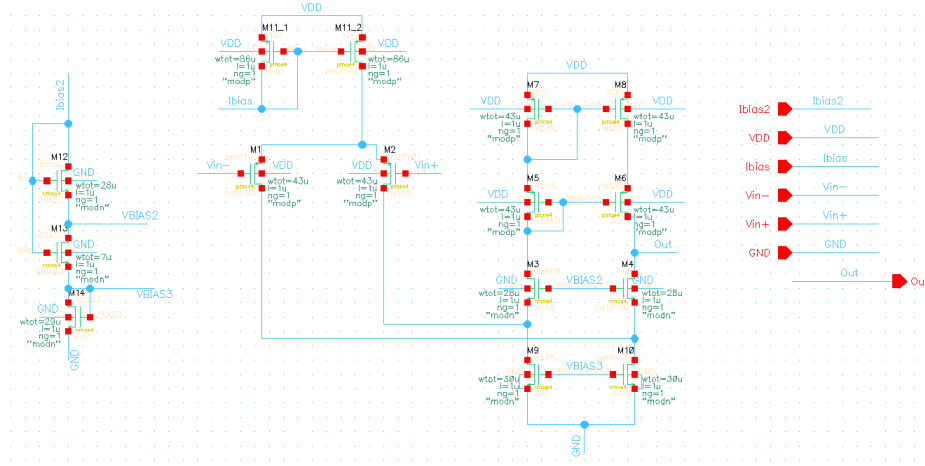 VDD
M11_1
M11_2
VDD
VDD
wtot=86u
l=1u
ng=1
"modp"
wtot=86u
l=1u
ng=1
"modp"
Ibias
Ibias2
M12
GND
wtot=28u
l=1u
ng=1
"modn"
VBIAS2
M13
GND
wtot=7u
l=1u
ng=1
"modn"
VBIAS3
M14
GND
wtot=29u
l=1u
ng=1
"modn"
GND
M1
M2
Vin-
VDD
VDD
Vin+
wtot=43u
l=1u
ng=1
"modp"
wtot=43u
l=1u
ng=1
"modp"
VDD
M7
M8
VDD
VDD
wtot=43u
l=1u
ng=1
"modp"
wtot=43u
l=1u
ng=1
"modp"
M5
M6
VDD
VDD
wtot=43u
l=1u
ng=1
"modp"
wtot=43u
l=1u
ng=1
"modp"
Out
M3
M4
GND
VBIAS2
GND
wtot=28u
l=1u
ng=1
"modn"
wtot=28u
l=1u
ng=1
"modn"
M9
M10
VBIAS3
wtot=30u
l=1u
ng=1
"modn"
wtot=30u
l=1u
ng=1
"modn"
GND
Ibias2
Ibias2
VDD
VDD
Ibias
Ibias
Vin-
Vin-
Vin+
Vin+
GND
GND
Out
Ou